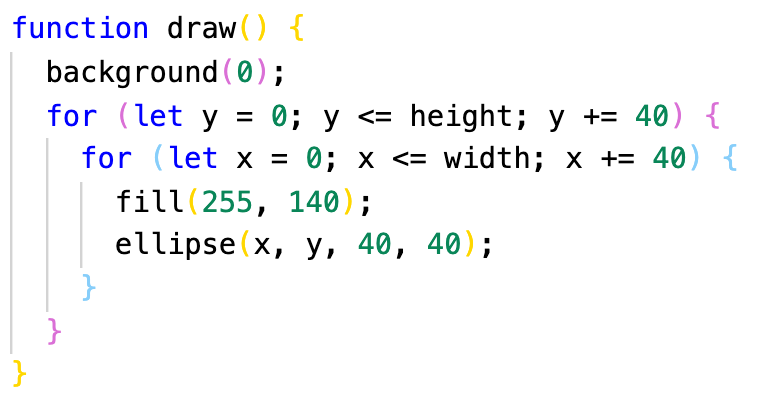 function draw() {
  background(0);
  for (let y = 0; y <= height; y += 40) {
    for (let x = 0; x <= width; x += 40) {
      fill(255, 140);
      ellipse(x, y, 40, 40);
    }
  }
}